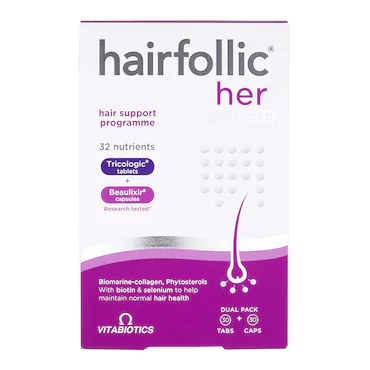 hairfollic®
her
ADVANCED
hair support
programme
32 nutrients
Tricologic®
tablets
+
Beaulixir®
capsules
Research tested*
Biomarine-collagen, Phytosterols
With biotin & selenium to help
maintain normal hair health
VITABIOTICS
DUAL PACK
30 + 30
TABS CAPS